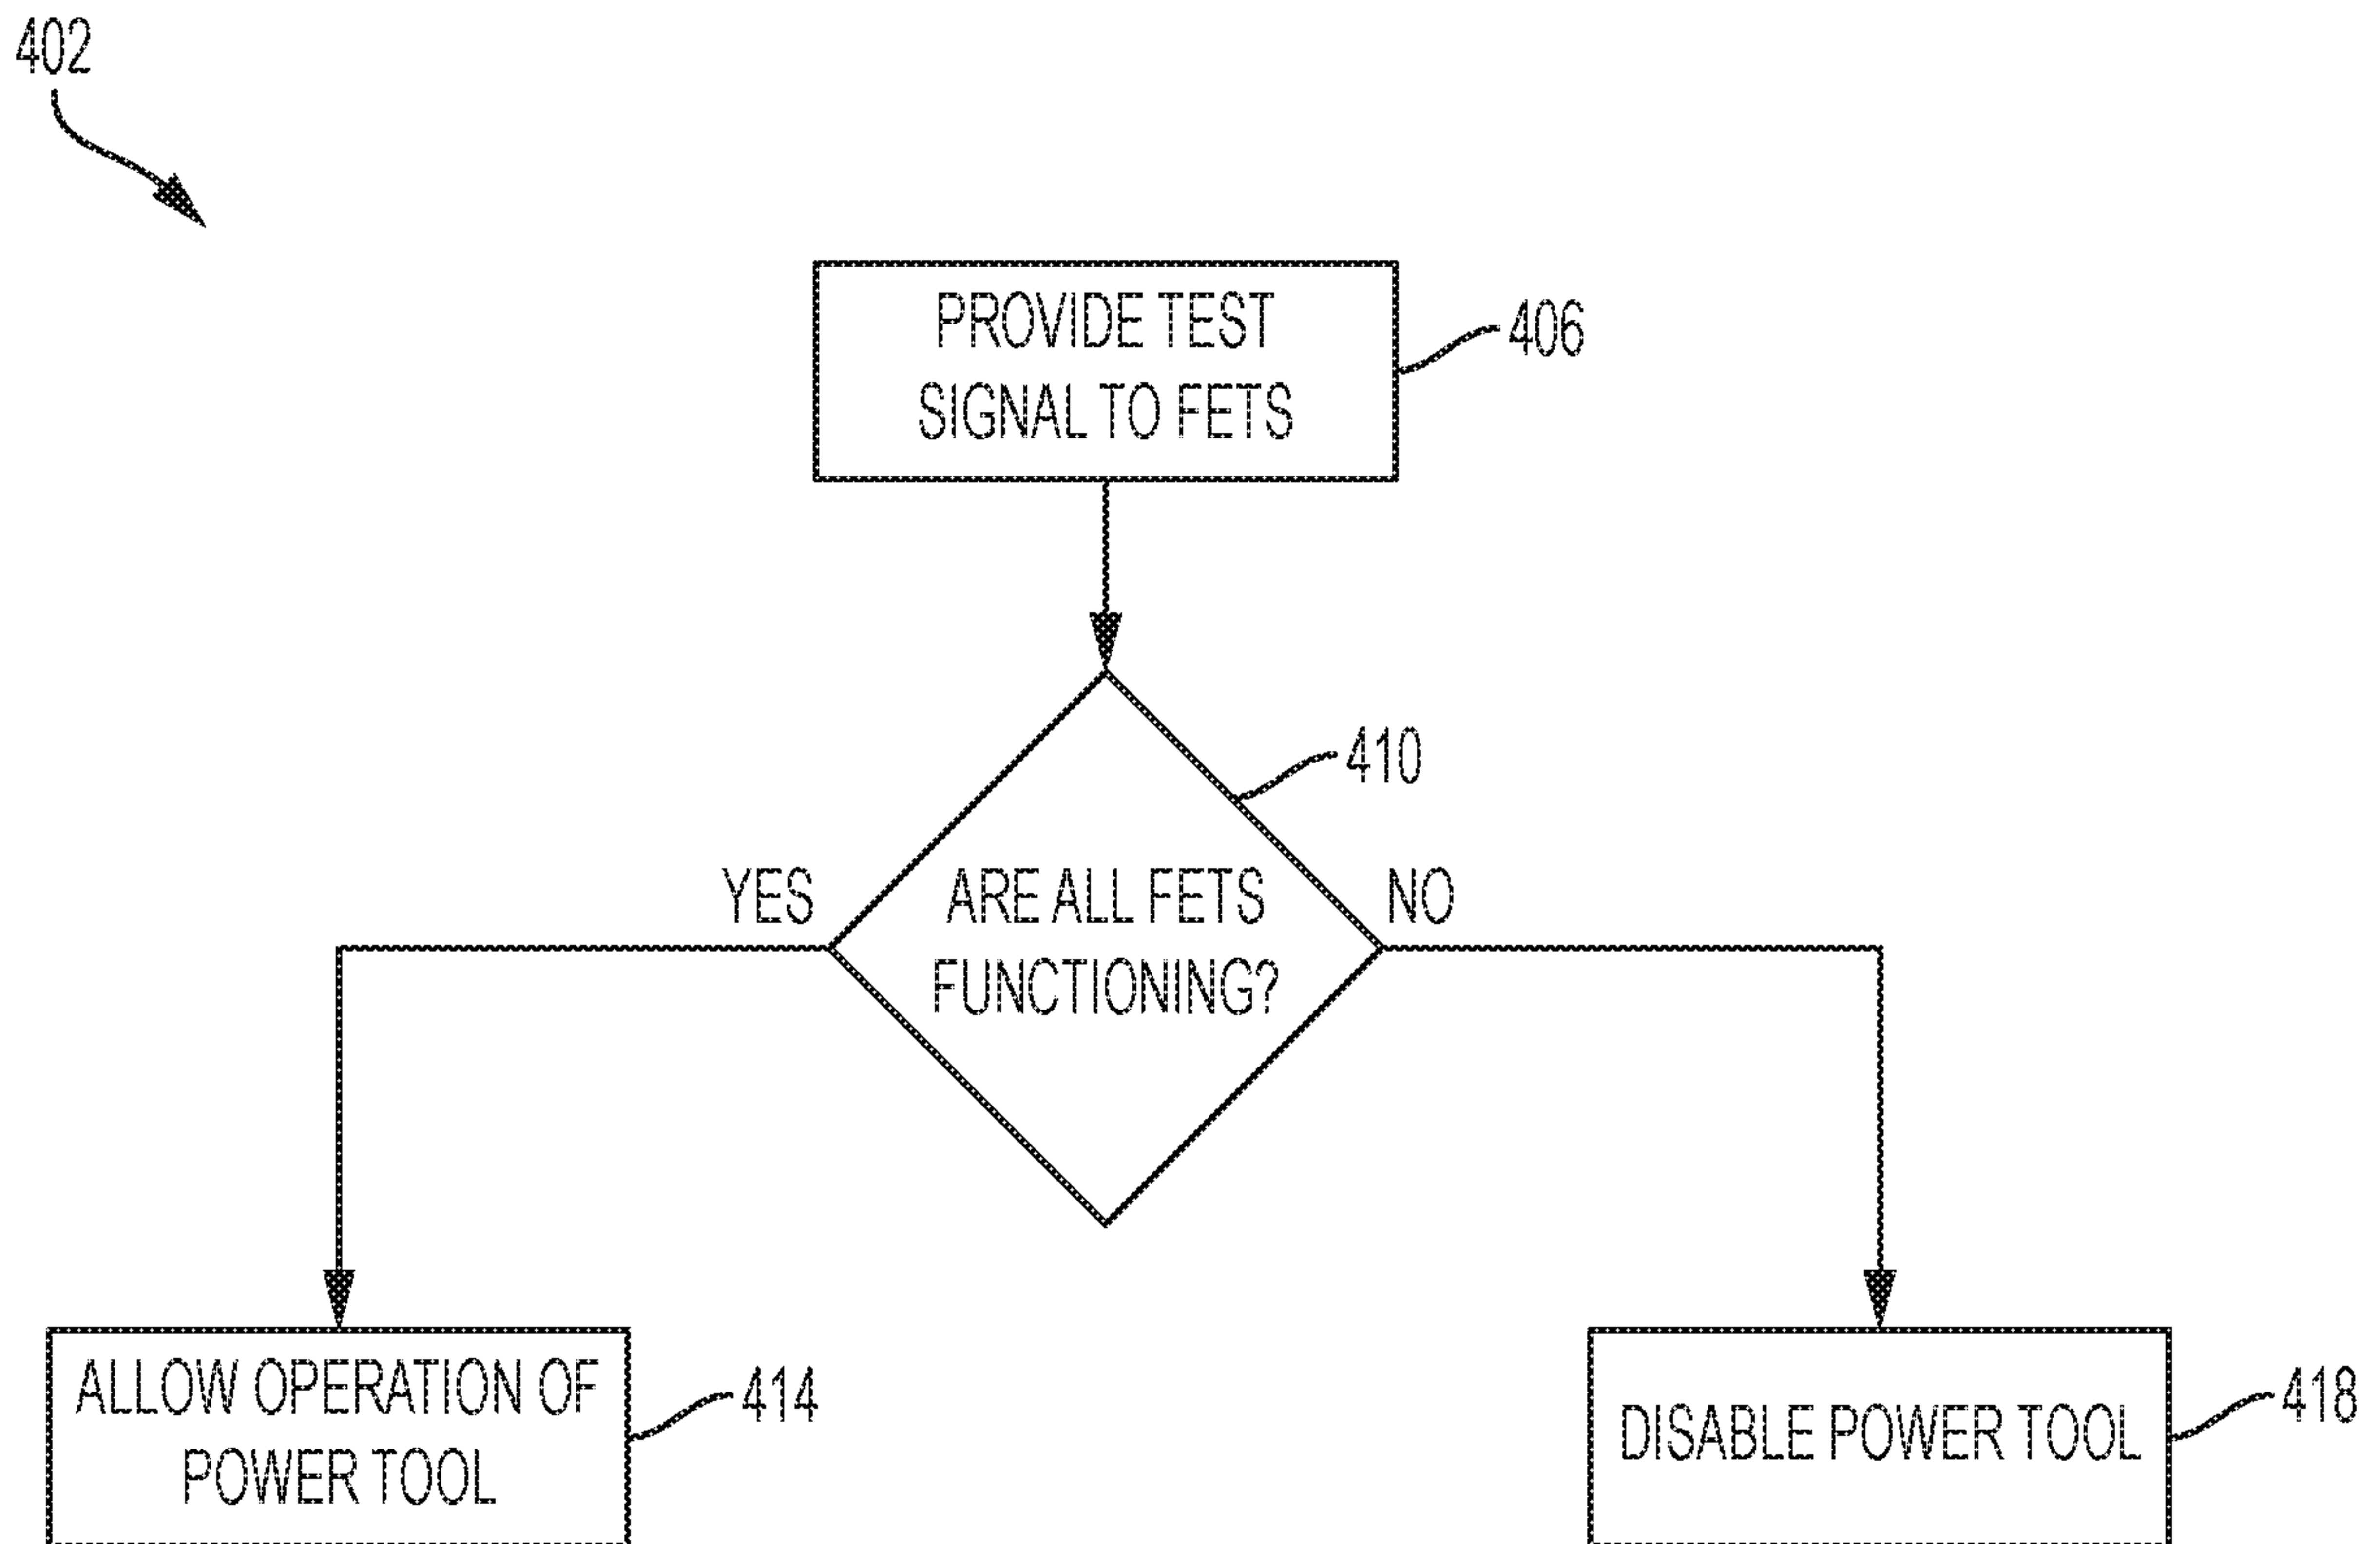 402
PROVIDE TEST
SIGNAL TO FETS
406
410
YES
ARE ALL FETS
FUNCTIONING?
NO
ALLOW OPERATION OF
POWER TOOL
414
DISABLE POWER TOOL
418